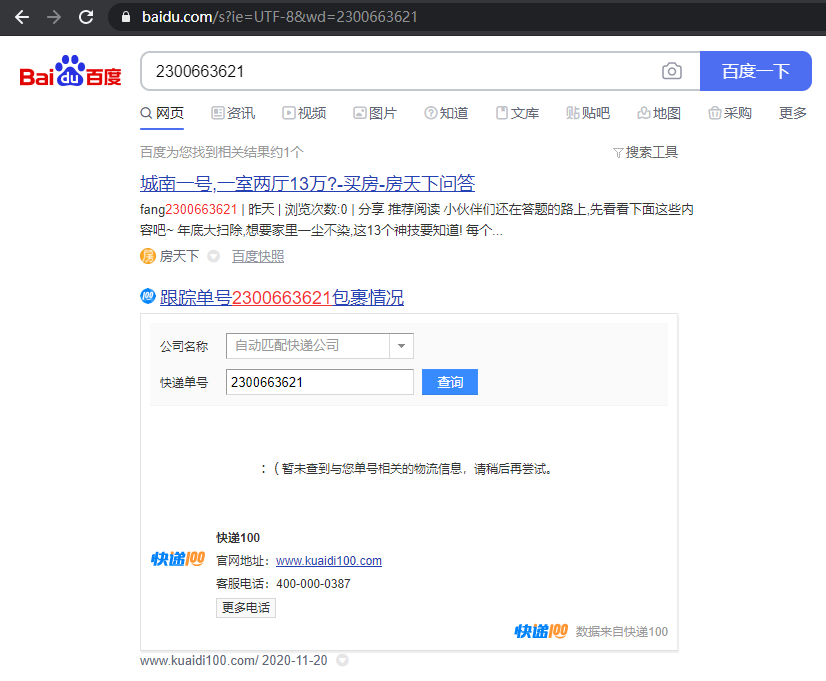 baidu.com/s?ie=UTF-8&wd=2300663621
Bai du 百度
2300663621
百度一下
网页 资讯 视频 图片 知道 文库 贴吧 地图 采购 更多
百度为您找到相关结果约1个
搜索工具
城南一号,一室两厅13万?-买房-房天下问答
fang2300663621 | 昨天 | 浏览次数:0 | 分享 推荐阅读 小伙伴们还在答题的路上,先看看下面这些内
容吧~ 年底大扫除,想要家里一尘不染,这13个神技要知道! 每个...
房 房天下 百度快照
100 跟踪单号2300663621包裹情况
公司名称 自动匹配快递公司
快递单号 2300663621 查询
：（ 暂未查到与您单号相关的物流信息，请稍后再尝试。
快递100
快递100 官网地址：www.kuaidi100.com
客服电话：400-000-0387
更多电话
快递100 数据来自快递100
www.kuaidi100.com/ 2020-11-20